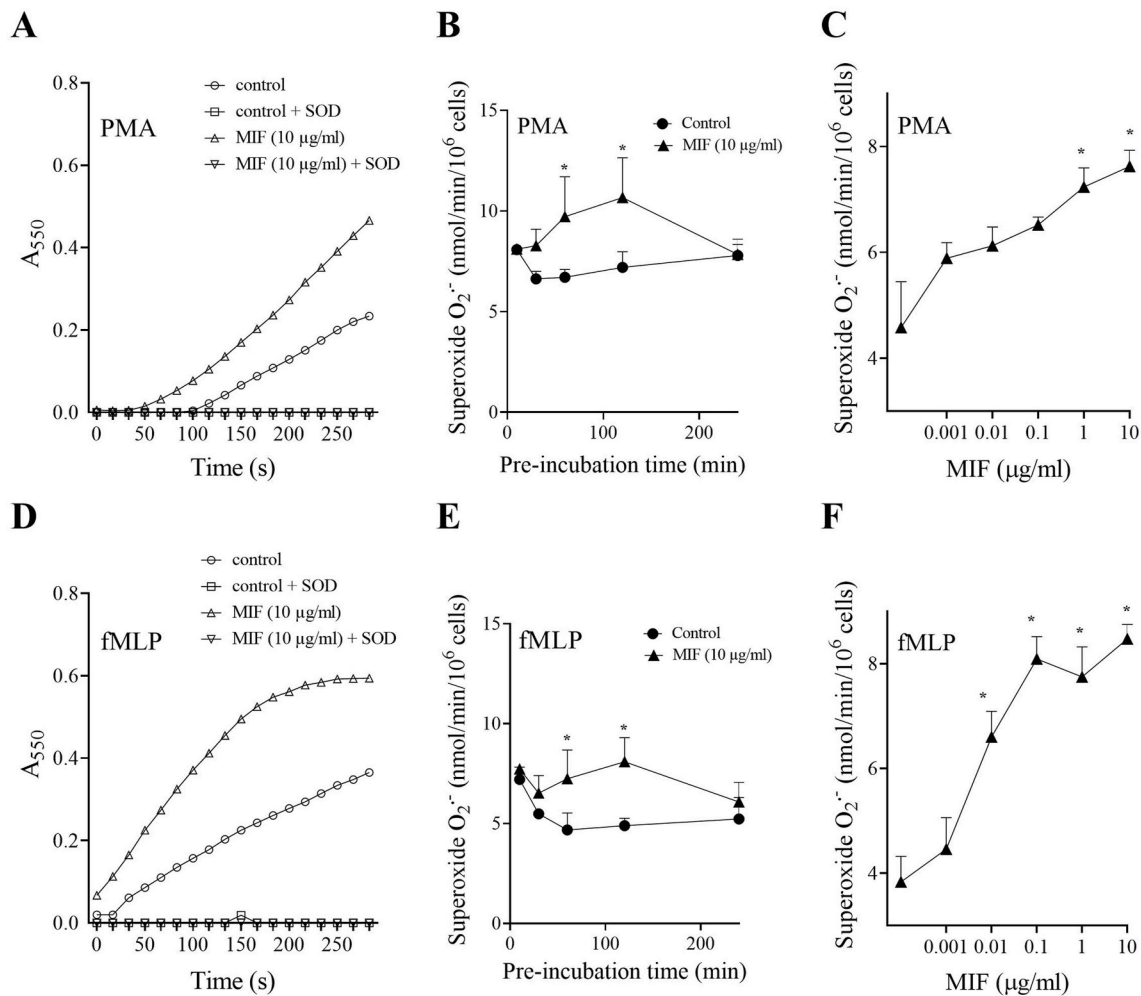 A
0.8
0.6
0.4
0.2
0.0
A₅₅₀
PMA
control
control + SOD
MIF (10 µg/ml)
MIF (10 µg/ml) + SOD
0 50 100 150 200 250
Time (s)
B
15
10
5
0
Superoxide O₂·⁻ (nmol/min/10⁶ cells)
PMA
Control
MIF (10 µg/ml)
* *
0 100 200
Pre-incubation time (min)
C
8
6
4
Superoxide O₂·⁻ (nmol/min/10⁶ cells)
PMA
* *
0.001 0.01 0.1 1 10
MIF (µg/ml)
D
0.8
0.6
0.4
0.2
0.0
A₅₅₀
fMLP
control
control + SOD
MIF (10 µg/ml)
MIF (10 µg/ml) + SOD
0 50 100 150 200 250
Time (s)
E
15
10
5
0
Superoxide O₂·⁻ (nmol/min/10⁶ cells)
fMLP
Control
MIF (10 µg/ml)
* *
0 100 200
Pre-incubation time (min)
F
8
6
4
Superoxide O₂·⁻ (nmol/min/10⁶ cells)
fMLP
* * * *
0.001 0.01 0.1 1 10
MIF (µg/ml)